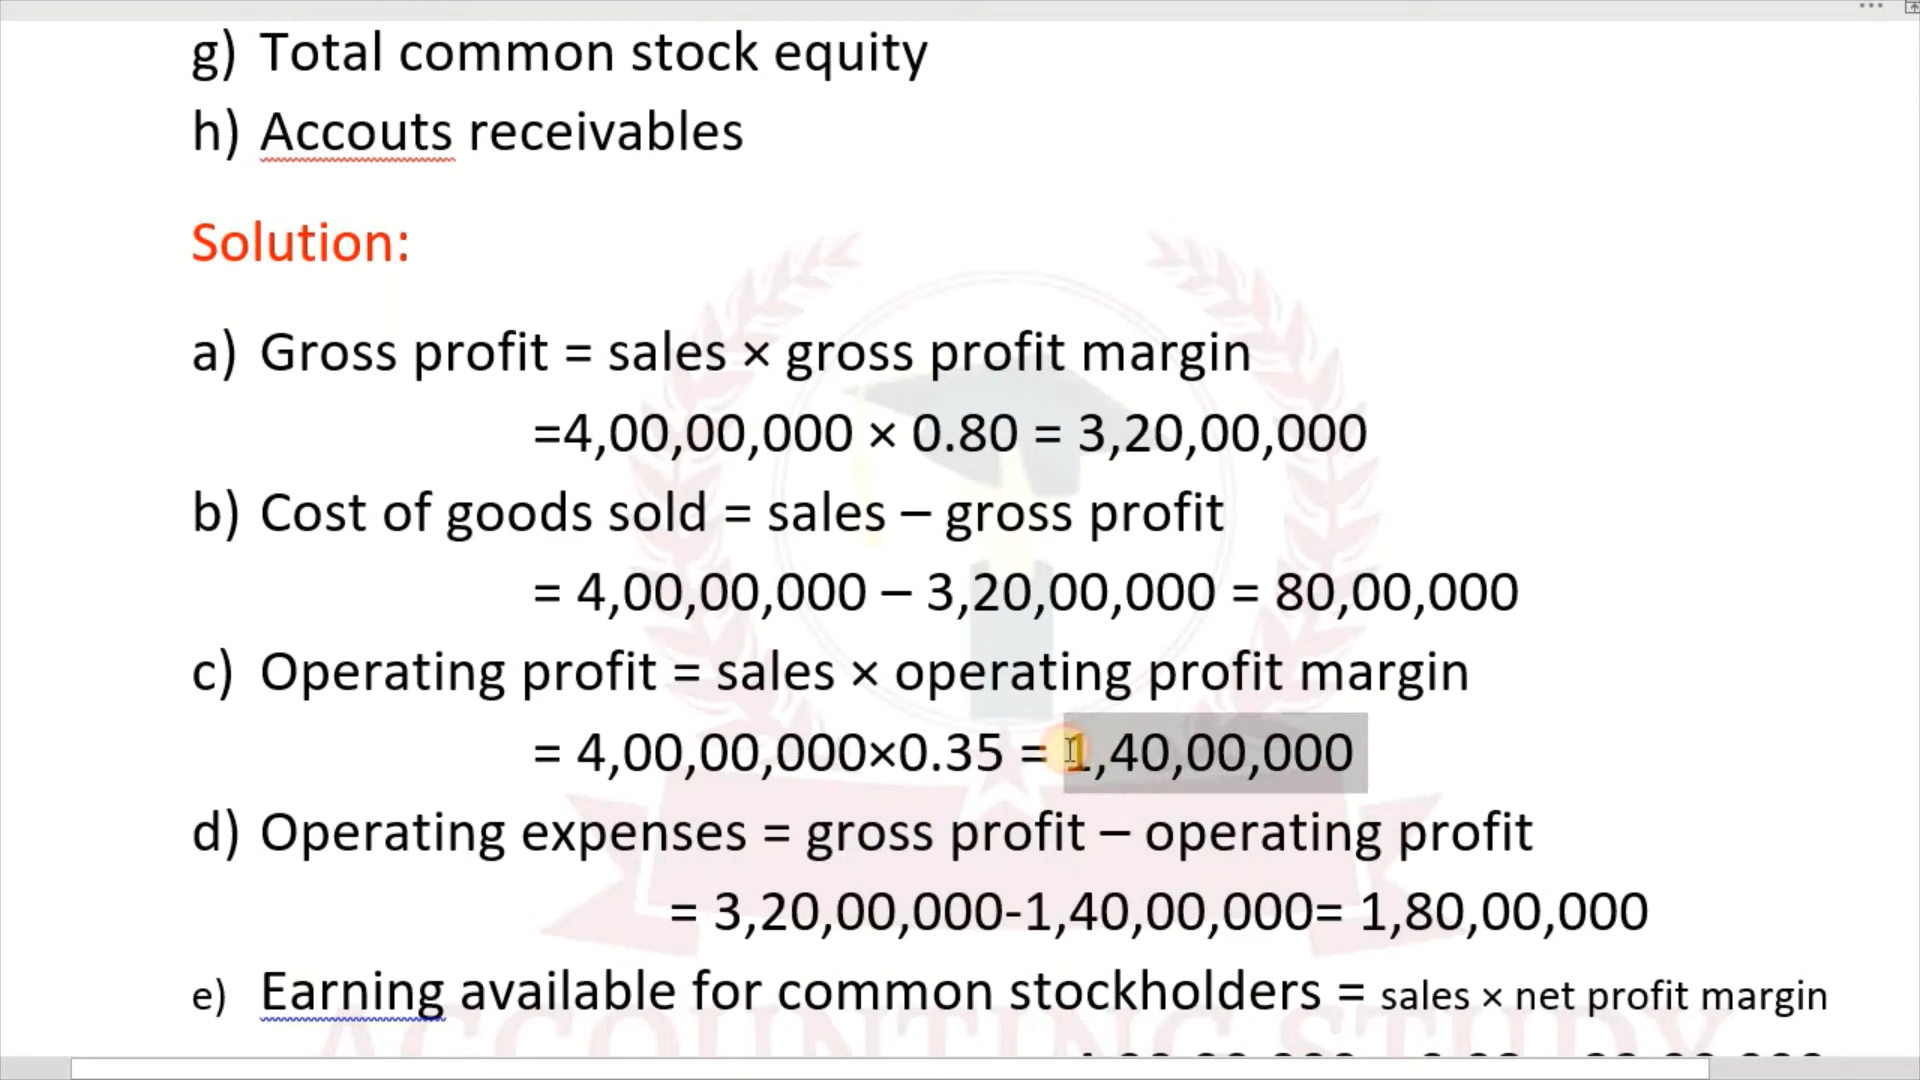 g) Total common stock equity
h) Accouts receivables
Solution:
a) Gross profit = sales × gross profit margin
=4,00,00,000 × 0.80 = 3,20,00,000
b) Cost of goods sold = sales – gross profit
= 4,00,00,000 – 3,20,00,000 = 80,00,000
c) Operating profit = sales × operating profit margin
= 4,00,00,000×0.35 = 1,40,00,000
d) Operating expenses = gross profit – operating profit
= 3,20,00,000-1,40,00,000= 1,80,00,000
e) Earning available for common stockholders = sales × net profit margin
ACCOUNTING STUDY